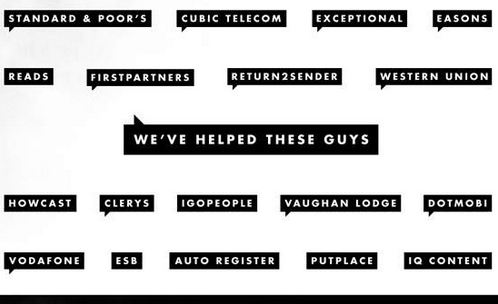 STANDARD & POOR'S CUBIC TELECOM EXCEPTIONAL EASONS
READS FIRSTPARTNERS RETURN2SENDER WESTERN UNION
WE'VE HELPED THESE GUYS
HOWCAST CLERYS IGOPEOPLE VAUGHAN LODGE DOTMOBI
VODAFONE ESB AUTO REGISTER PUTPLACE IQ CONTENT